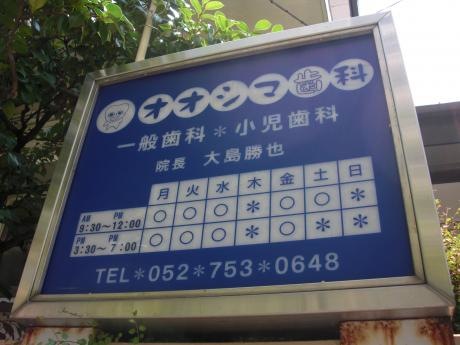 オオシマ歯科
一般歯科＊小児歯科
院長 大島勝也
月 火 水 木 金 土 日
AM PM
9:30～12:00 ○ ○ ○ ＊ ○ ○ ＊
PM PM
3:30～7:00 ○ ○ ○ ＊ ○ ＊ ＊
TEL＊052＊753＊0648